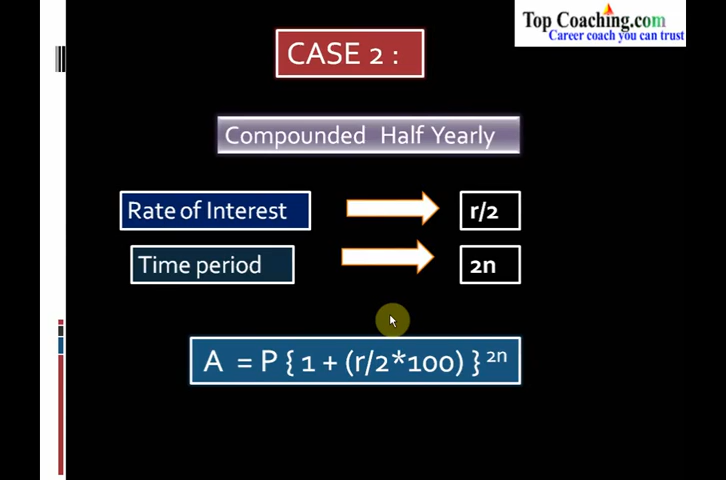 Top Coaching.com
Career coach you can trust
CASE 2 :
Compounded Half Yearly
Rate of Interest r/2
Time period 2n
A = P { 1 + (r/2*100) } 2n